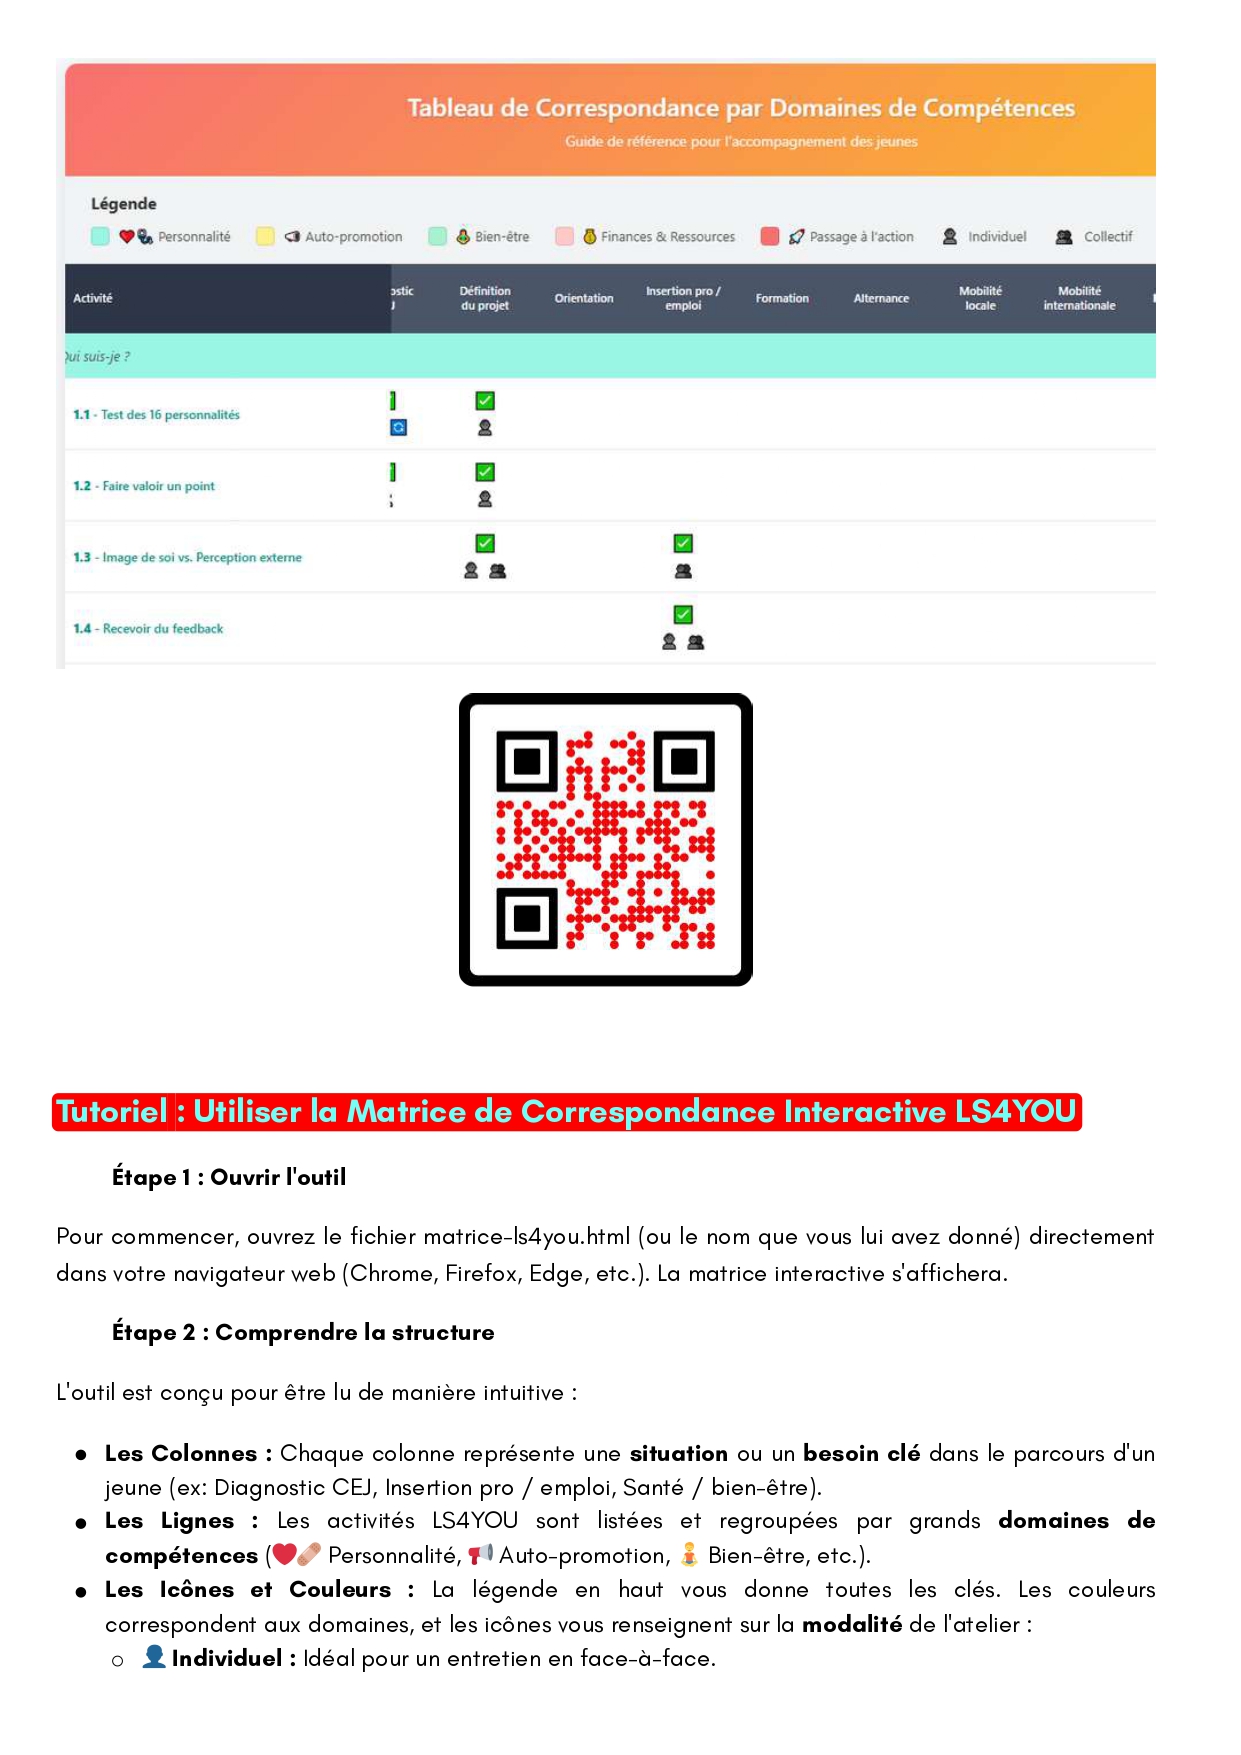 Tableau de Correspondance par Domaines de Compétences
Guide de référence pour l'accompagnement des jeunes
Légende
Personnalité Auto-promotion Bien-être Finances & Ressources Passage à l'action Individuel Collectif
Activité
Définition du projet
Orientation
Insertion pro / emploi
Formation
Alternance
Mobilité locale
Mobilité internationale
Qui suis-je ?
1.1 - Test des 16 personnalités
1.2 - Faire valoir un point
1.3 - Image de soi vs. Perception externe
1.4 - Recevoir du feedback
Tutoriel : Utiliser la Matrice de Correspondance Interactive LS4YOU
Étape 1 : Ouvrir l'outil
Pour commencer, ouvrez le fichier matrice-ls4you.html (ou le nom que vous lui avez donné) directement
dans votre navigateur web (Chrome, Firefox, Edge, etc.). La matrice interactive s'affichera.
Étape 2 : Comprendre la structure
L'outil est conçu pour être lu de manière intuitive :
● Les Colonnes : Chaque colonne représente une situation ou un besoin clé dans le parcours d'un
jeune (ex: Diagnostic CEJ, Insertion pro / emploi, Santé / bien-être).
● Les Lignes : Les activités LS4YOU sont listées et regroupées par grands domaines de
compétences (❤️🩹 Personnalité, 📢 Auto-promotion, 🧘 Bien-être, etc.).
● Les Icônes et Couleurs : La légende en haut vous donne toutes les clés. Les couleurs
correspondent aux domaines, et les icônes vous renseignent sur la modalité de l'atelier :
○ 👤 Individuel : Idéal pour un entretien en face-à-face.